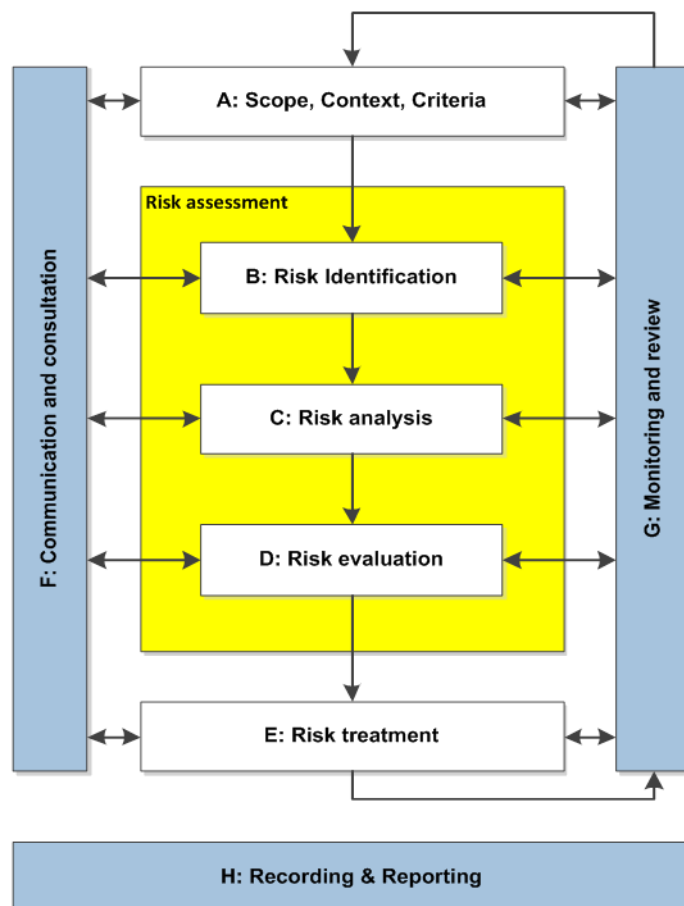 A: Scope, Context, Criteria
Risk assessment
B: Risk Identification
C: Risk analysis
D: Risk evaluation
E: Risk treatment
F: Communication and consultation
G: Monitoring and review
H: Recording & Reporting